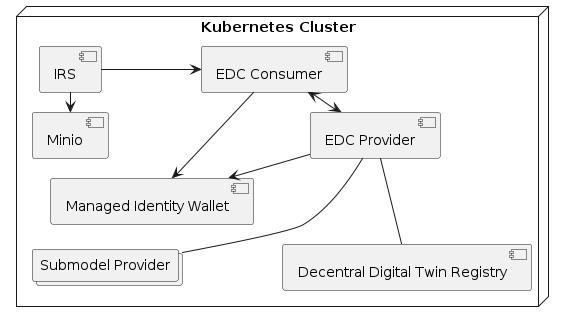 Kubernetes Cluster
IRS
EDC Consumer
Minio
EDC Provider
Managed Identity Wallet
Submodel Provider
Decentral Digital Twin Registry